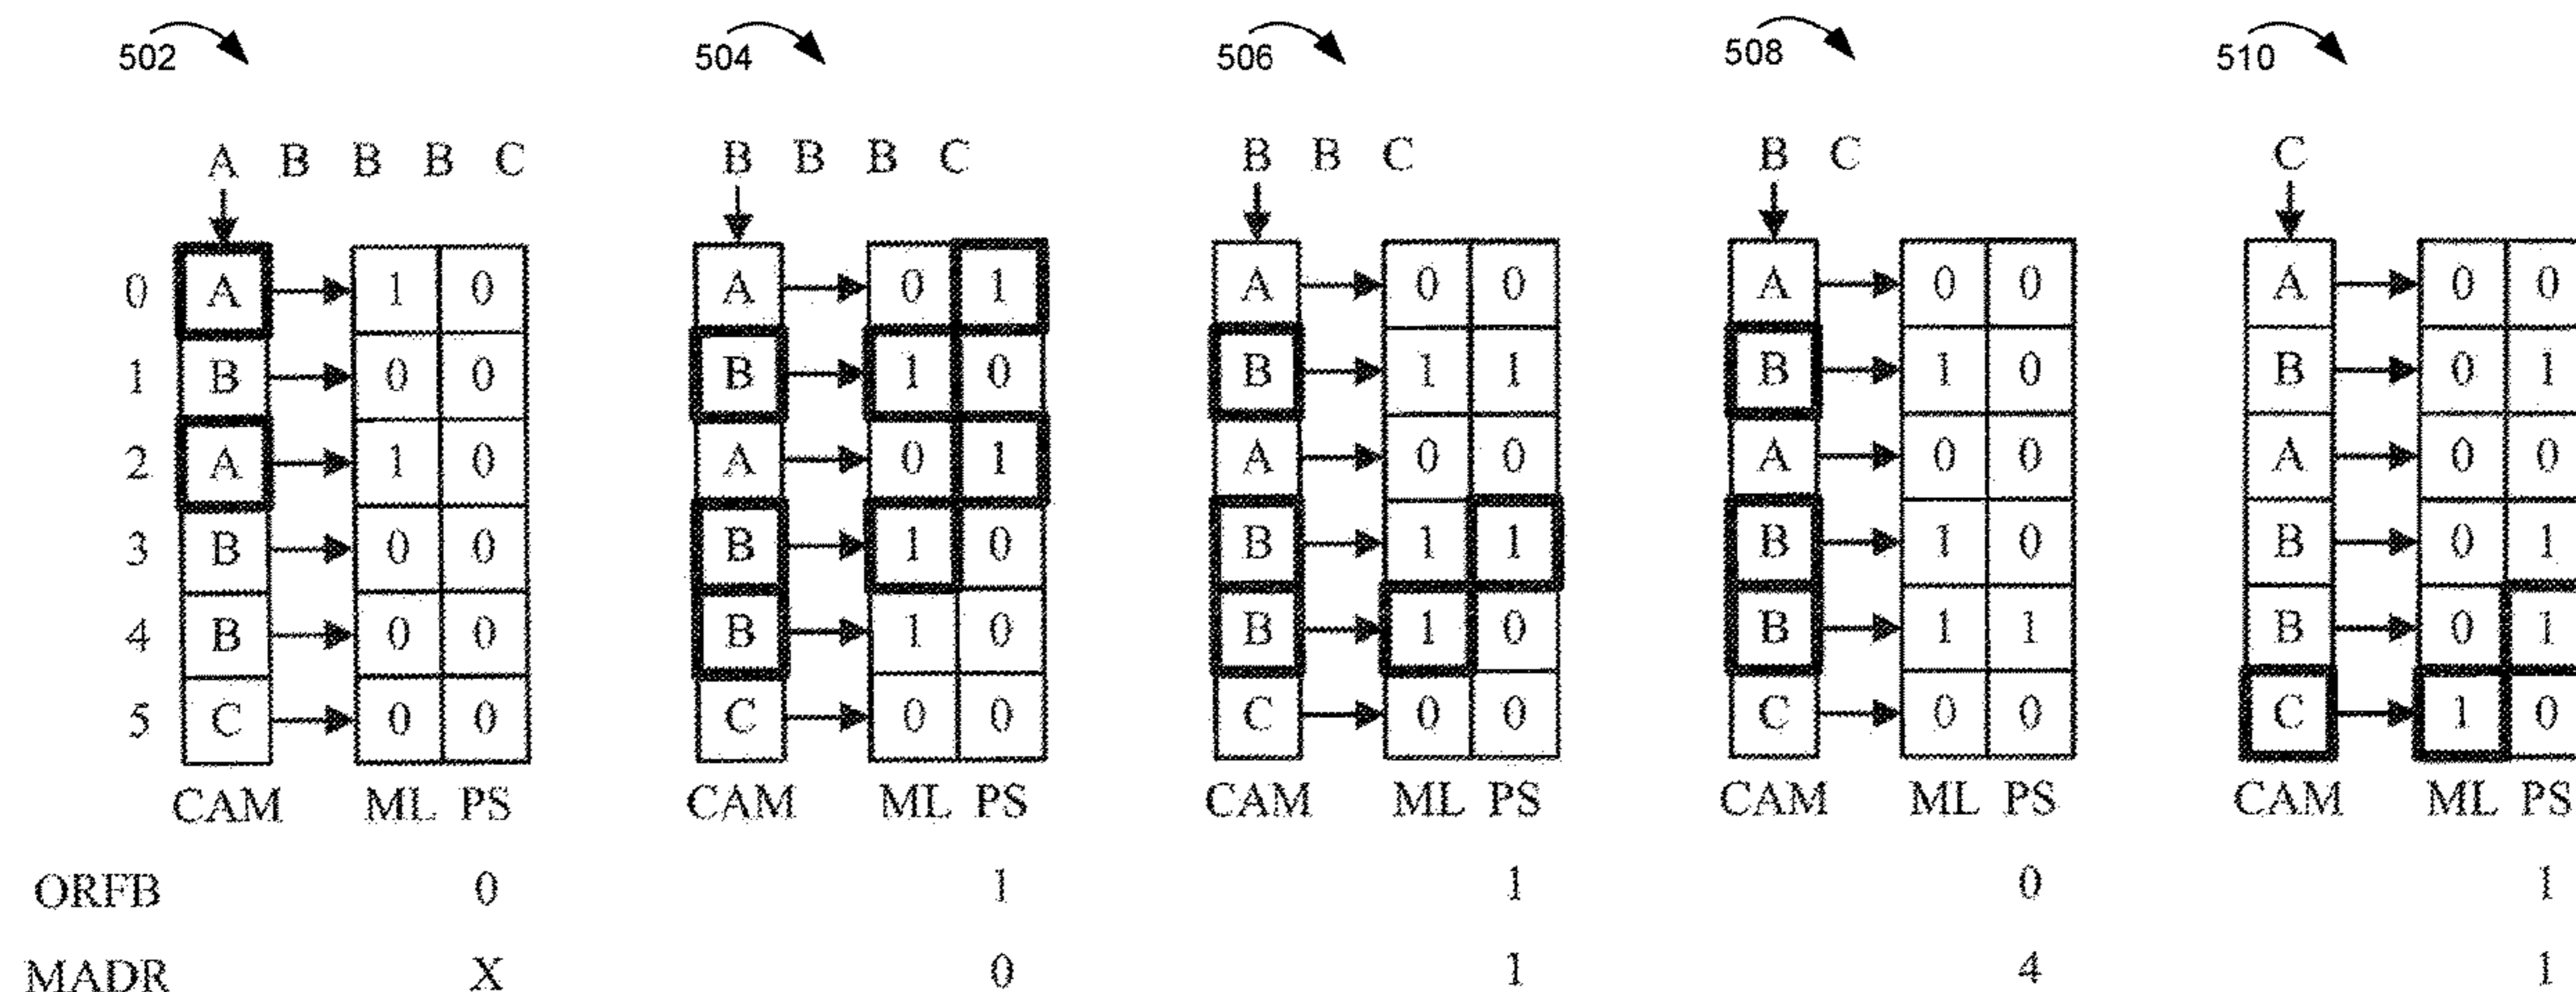 502 504 506 508 510
A B B B C B B B C B B C B C C
0 A 1 0 A 0 1 A 0 0 A 0 0 A 0 0
1 B 0 0 B 1 0 B 1 1 B 1 0 B 0 1
2 A 1 0 A 0 1 A 0 0 A 0 0 A 0 0
3 B 0 0 B 1 0 B 1 1 B 1 0 B 0 1
4 B 0 0 B 1 0 B 1 0 B 1 1 B 0 1
5 C 0 0 C 0 0 C 0 0 C 0 0 C 1 0
CAM ML PS CAM ML PS CAM ML PS CAM ML PS CAM ML PS
ORFB 0 1 1 0 1
MADR X 0 1 4 1